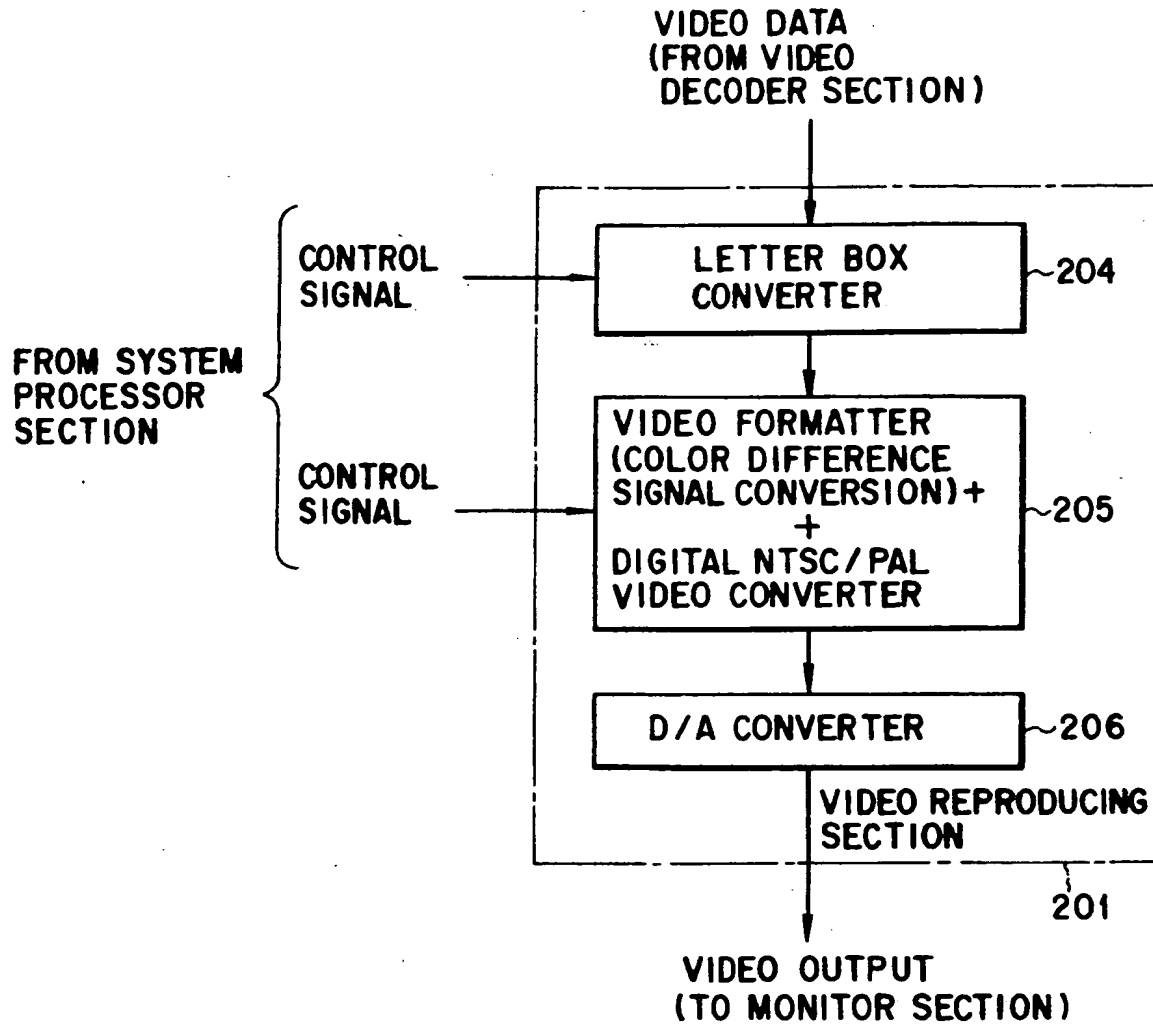 VIDEO DATA
(FROM VIDEO
DECODER SECTION)
CONTROL
SIGNAL
LETTER BOX
CONVERTER
204
FROM SYSTEM
PROCESSOR
SECTION
CONTROL
SIGNAL
VIDEO FORMATTER
(COLOR DIFFERENCE
SIGNAL CONVERSION)+
+
DIGITAL NTSC/PAL
VIDEO CONVERTER
205
D/A CONVERTER
206
VIDEO REPRODUCING
SECTION
201
VIDEO OUTPUT
(TO MONITOR SECTION)